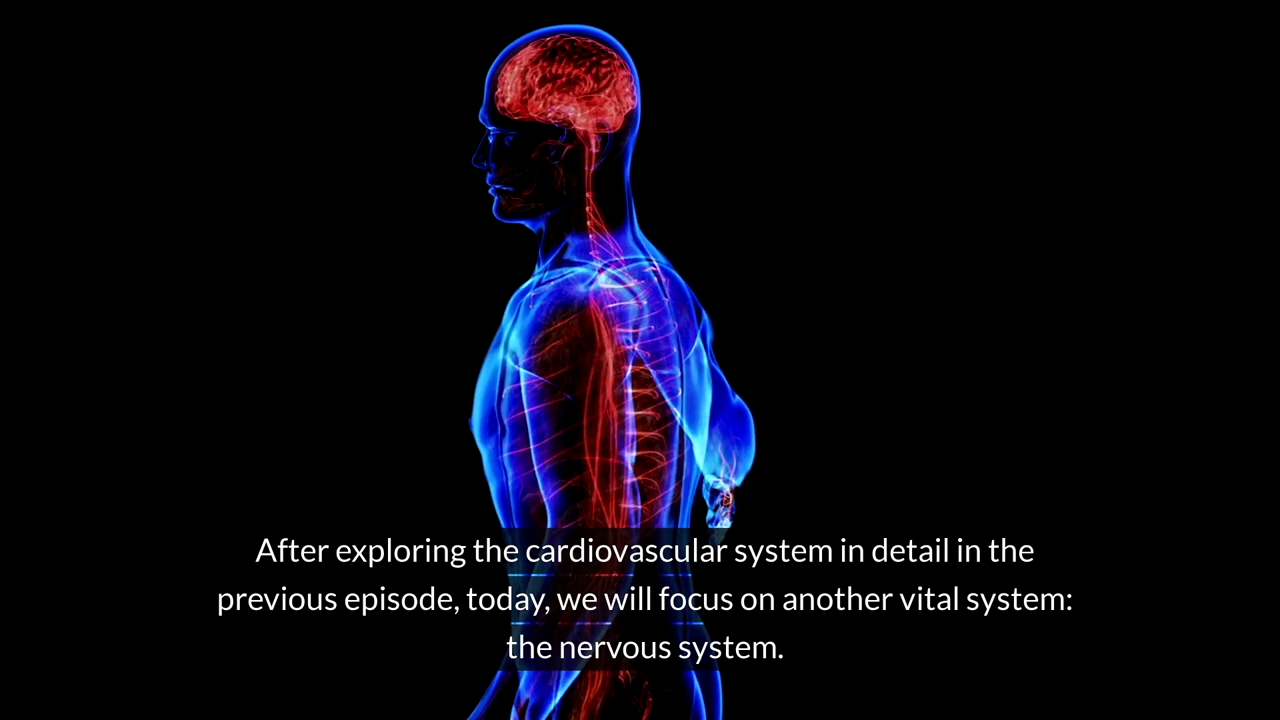 After exploring the cardiovascular system in detail in the
previous episode, today, we will focus on another vital system:
the nervous system.